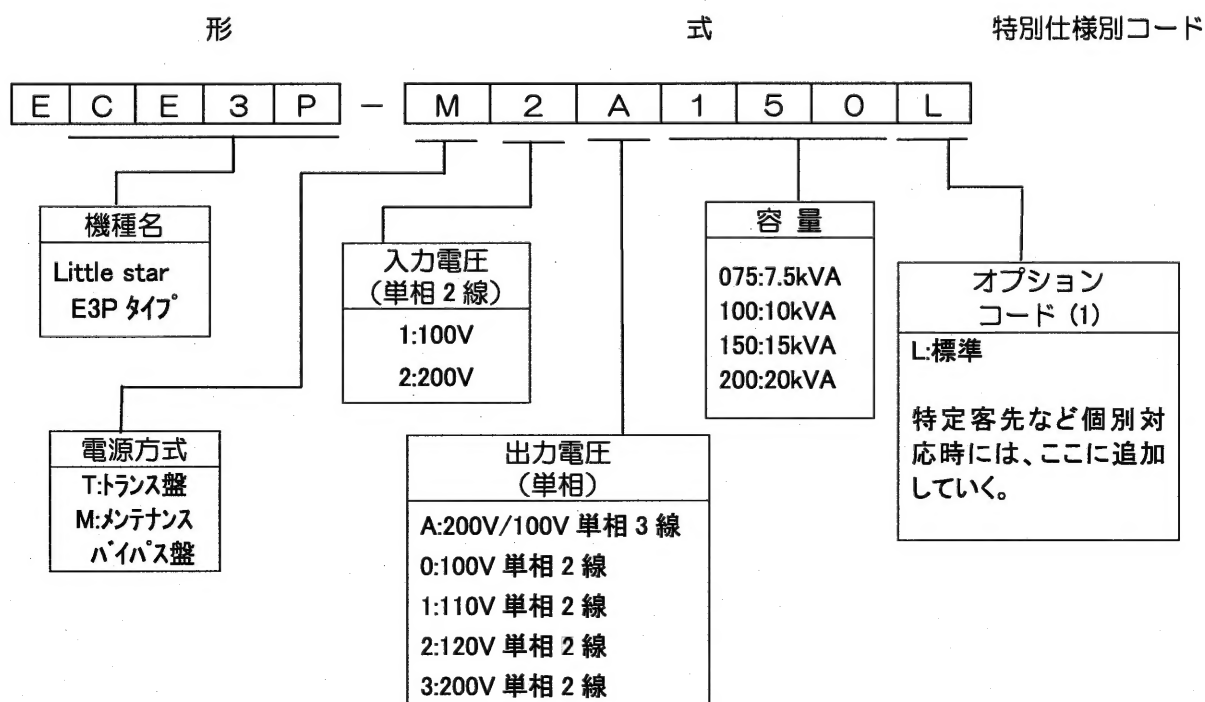 形 式 特別仕様別コード
E C E 3 P － M 2 A 1 5 0 L
機種名
Little star
E3P タイプ
電源方式
T:トランス盤
M:メンテナンス
バイパス盤
入力電圧
（単相 2 線）
1:100V
2:200V
出力電圧
（単相）
A:200V/100V 単相 3 線
0:100V 単相 2 線
1:110V 単相 2 線
2:120V 単相 2 線
3:200V 単相 2 線
容 量
075:7.5kVA
100:10kVA
150:15kVA
200:20kVA
オプション
コード (1)
L:標準
特定客先など個別対
応時には、ここに追加
していく。